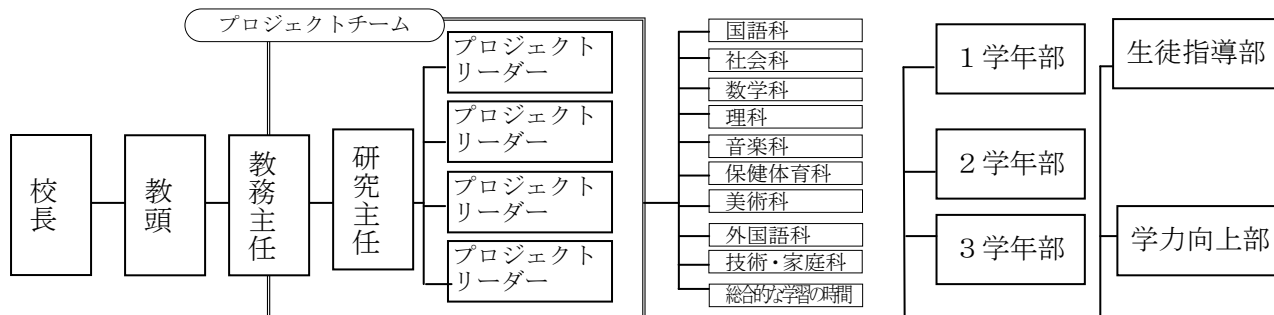 プロジェクトチーム
校長
教頭
教務主任
研究主任
プロジェクト
リーダー
プロジェクト
リーダー
プロジェクト
リーダー
プロジェクト
リーダー
国語科
社会科
数学科
理科
音楽科
保健体育科
美術科
外国語科
技術・家庭科
総合的な学習の時間
１学年部
２学年部
３学年部
生徒指導部
学力向上部